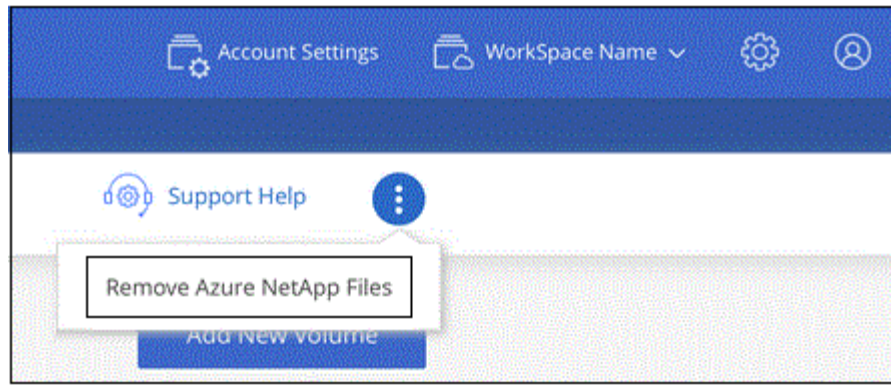 Account Settings
WorkSpace Name
Support Help
Remove Azure NetApp Files
Add New Volume